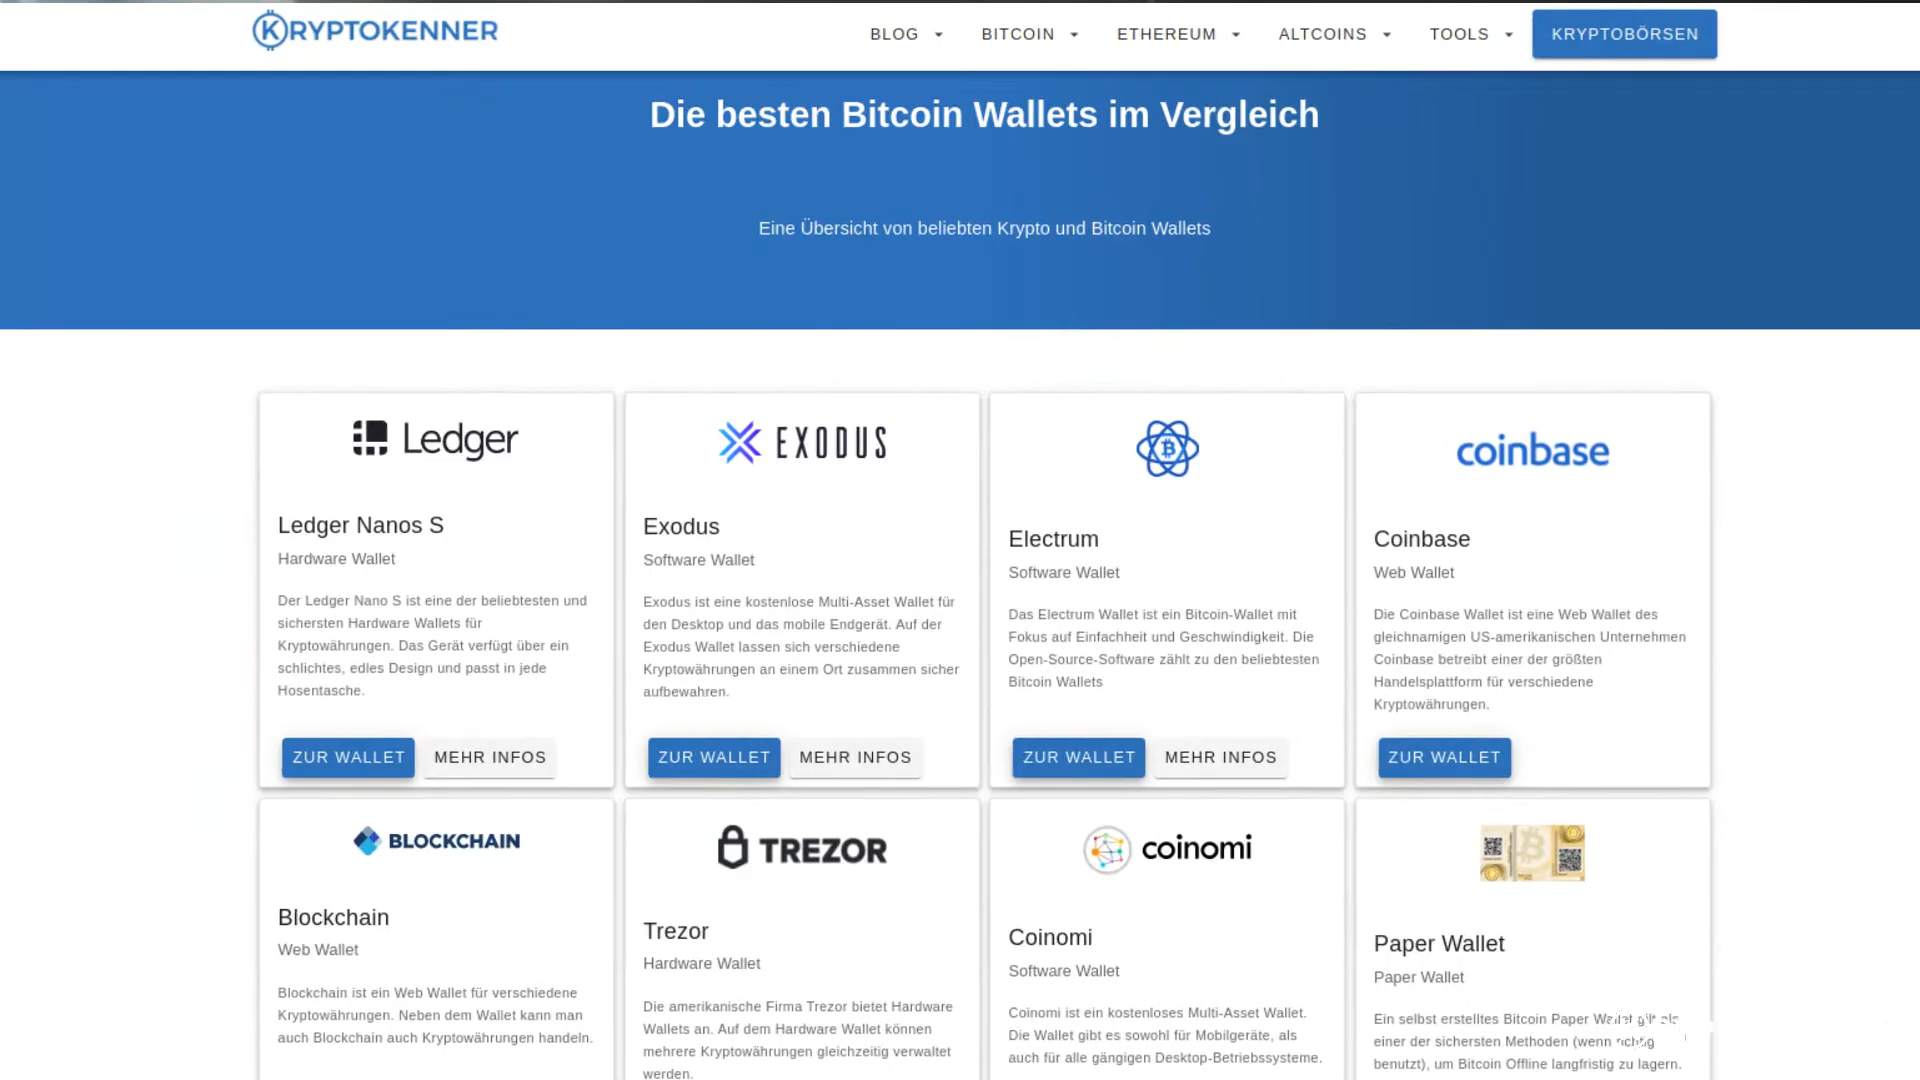 KRYPTOKENNER
BLOG
BITCOIN
ETHEREUM
ALTCOINS
TOOLS
KRYPTOBÖRSEN
Die besten Bitcoin Wallets im Vergleich
Eine Übersicht von beliebten Krypto und Bitcoin Wallets
Ledger
Ledger Nanos S
Hardware Wallet
Der Ledger Nano S ist eine der beliebtesten und
sichersten Hardware Wallets für
Kryptowährungen. Das Gerät verfügt über ein
schlichtes, edles Design und passt in jede
Hosentasche.
ZUR WALLET
MEHR INFOS
EXODUS
Exodus
Software Wallet
Exodus ist eine kostenlose Multi-Asset Wallet für
den Desktop und das mobile Endgerät. Auf der
Exodus Wallet lassen sich verschiedene
Kryptowährungen an einem Ort zusammen sicher
aufbewahren.
ZUR WALLET
MEHR INFOS
Electrum
Software Wallet
Das Electrum Wallet ist ein Bitcoin-Wallet mit
Fokus auf Einfachheit und Geschwindigkeit. Die
Open-Source-Software zählt zu den beliebtesten
Bitcoin Wallets
ZUR WALLET
MEHR INFOS
coinbase
Coinbase
Web Wallet
Die Coinbase Wallet ist eine Web Wallet des
gleichnamigen US-amerikanischen Unternehmen
Coinbase betreibt einer der größten
Handelsplattform für verschiedene
Kryptowährungen.
ZUR WALLET
BLOCKCHAIN
Blockchain
Web Wallet
Blockchain ist ein Web Wallet für verschiedene
Kryptowährungen. Neben dem Wallet kann man
auch Blockchain auch Kryptowährungen handeln.
TREZOR
Trezor
Hardware Wallet
Die amerikanische Firma Trezor bietet Hardware
Wallets an. Auf dem Hardware Wallet können
mehrere Kryptowährungen gleichzeitig verwaltet
werden.
coinomi
Coinomi
Software Wallet
Coinomi ist ein kostenloses Multi-Asset Wallet.
Die Wallet gibt es sowohl für Mobilgeräte, als
auch für alle gängigen Desktop-Betriebssysteme.
Paper Wallet
Paper Wallet
Ein selbst erstelltes Bitcoin Paper
einer der sichersten Methoden (wenn
benutzt), um Bitcoin Offline langfristig zu lagern.